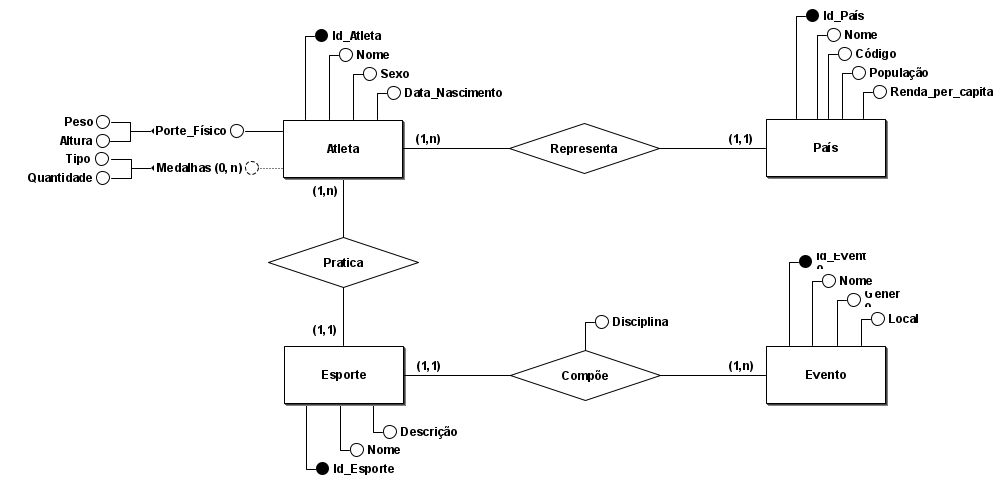 Id_Atleta
Nome
Sexo
Data_Nascimento
Peso
Altura
Porte_Físico
Tipo
Quantidade
Medalhas (0, n)
Atleta
(1,n)
Representa
(1,1)
País
Id_País
Nome
Código
População
Renda_per_capita
(1,n)
Pratica
(1,1)
Esporte
(1,1)
Disciplina
Compõe
(1,n)
Evento
Id_Event
o
Nome
Gener
o
Local
Descrição
Nome
Id_Esporte